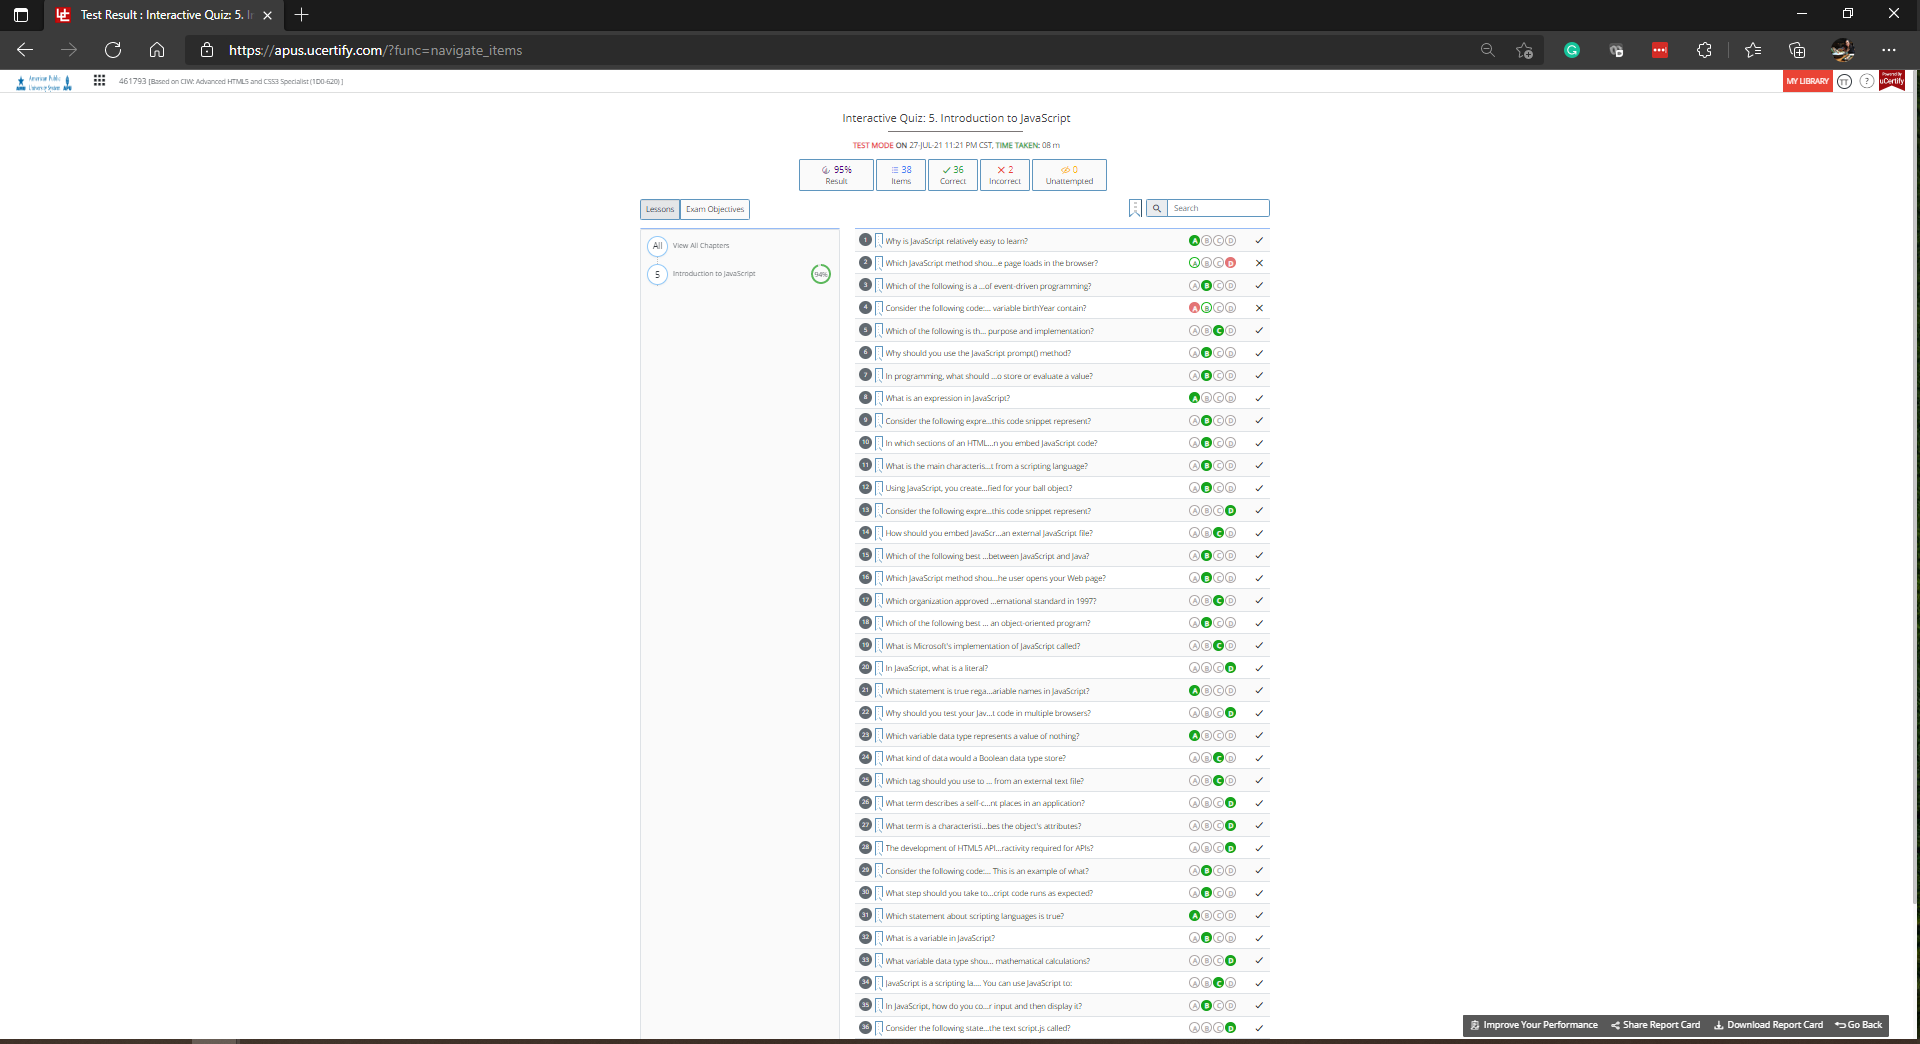 Test Result : Interactive Quiz: 5. I
https://apus.ucertify.com/?func=navigate_items
American Public University System
461793 [Based on CIW: Advanced HTML5 and CSS3 Specialist (1D0-620) ]
MY LIBRARY TT ? Powered by uCertify
Interactive Quiz: 5. Introduction to JavaScript
TEST MODE ON 27-JUL-21 11:21 PM CST, TIME TAKEN: 08 m
95% 38 36 2 0
Result Items Correct Incorrect Unattempted
Lessons Exam Objectives Search
All View All Chapters
5 Introduction to JavaScript 94%
1 Why is JavaScript relatively easy to learn? A B C D
2 Which JavaScript method shou...e page loads in the browser? A B C D
3 Which of the following is a ...of event-driven programming? A B C D
4 Consider the following code:... variable birthYear contain? A B C D
5 Which of the following is th... purpose and implementation? A B C D
6 Why should you use the JavaScript prompt() method? A B C D
7 In programming, what should ...o store or evaluate a value? A B C D
8 What is an expression in JavaScript? A B C D
9 Consider the following expre...this code snippet represent? A B C D
10 In which sections of an HTML...n you embed JavaScript code? A B C D
11 What is the main characteris...t from a scripting language? A B C D
12 Using JavaScript, you create...fied for your ball object? A B C D
13 Consider the following expre...this code snippet represent? A B C D
14 How should you embed JavaScr...an external JavaScript file? A B C D
15 Which of the following best ...between JavaScript and Java? A B C D
16 Which JavaScript method shou...he user opens your Web page? A B C D
17 Which organization approved ...ernational standard in 1997? A B C D
18 Which of the following best ... an object-oriented program? A B C D
19 What is Microsoft's implementation of JavaScript called? A B C D
20 In JavaScript, what is a literal? A B C D
21 Which statement is true rega...ariable names in JavaScript? A B C D
22 Why should you test your Jav...t code in multiple browsers? A B C D
23 Which variable data type represents a value of nothing? A B C D
24 What kind of data would a Boolean data type store? A B C D
25 Which tag should you use to ... from an external text file? A B C D
26 What term describes a self-c...nt places in an application? A B C D
27 What term is a characteristi...bes the object's attributes? A B C D
28 The development of HTML5 API...ractivity required for APIs? A B C D
29 Consider the following code:... This is an example of what? A B C D
30 What step should you take to...cript code runs as expected? A B C D
31 Which statement about scripting languages is true? A B C D
32 What is a variable in JavaScript? A B C D
33 What variable data type shou... mathematical calculations? A B C D
34 JavaScript is a scripting la.... You can use JavaScript to: A B C D
35 In JavaScript, how do you co...r input and then display it? A B C D
36 Consider the following state...the text script.js called? A B C D
Improve Your Performance Share Report Card Download Report Card Go Back